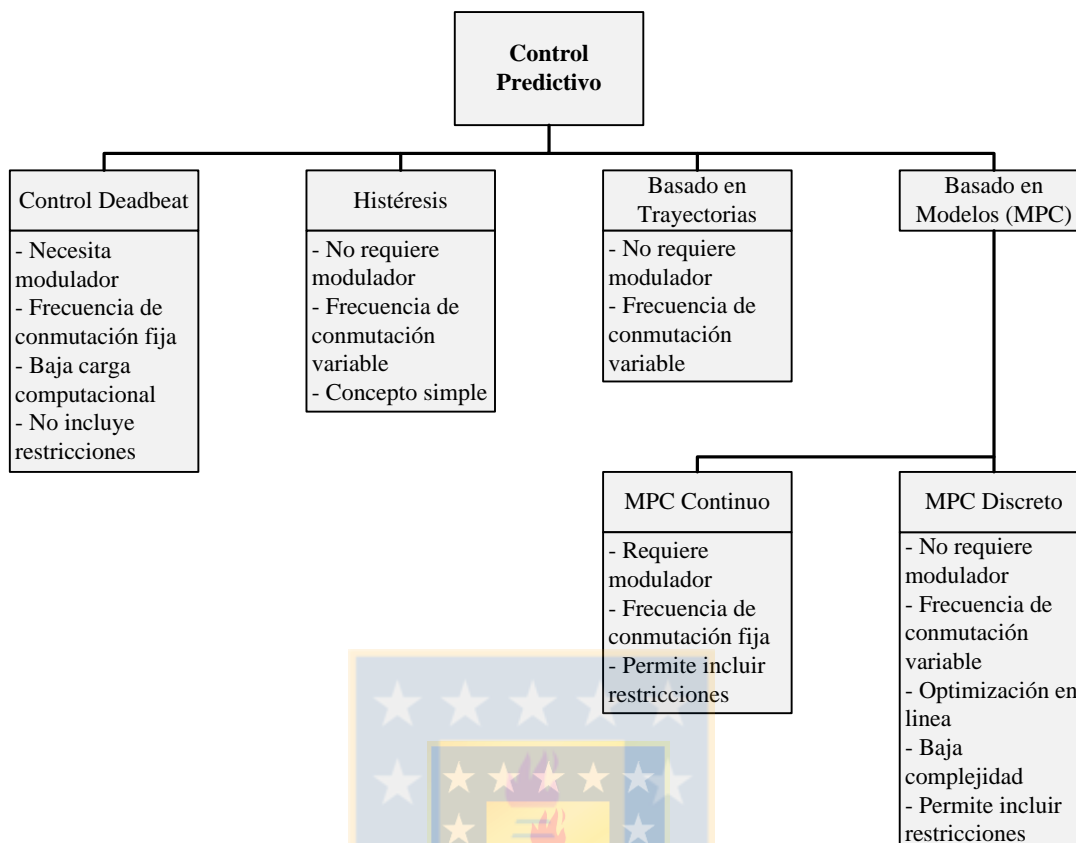 Control
Predictivo
Control Deadbeat
- Necesita
modulador
- Frecuencia de
conmutación fija
- Baja carga
computacional
- No incluye
restricciones
Histéresis
- No requiere
modulador
- Frecuencia de
conmutación
variable
- Concepto simple
Basado en
Trayectorias
- No requiere
modulador
- Frecuencia de
conmutación
variable
Basado en
Modelos (MPC)
MPC Continuo
- Requiere
modulador
- Frecuencia de
conmutación fija
- Permite incluir
restricciones
MPC Discreto
- No requiere
modulador
- Frecuencia de
conmutación
variable
- Optimización en
linea
- Baja
complejidad
- Permite incluir
restricciones